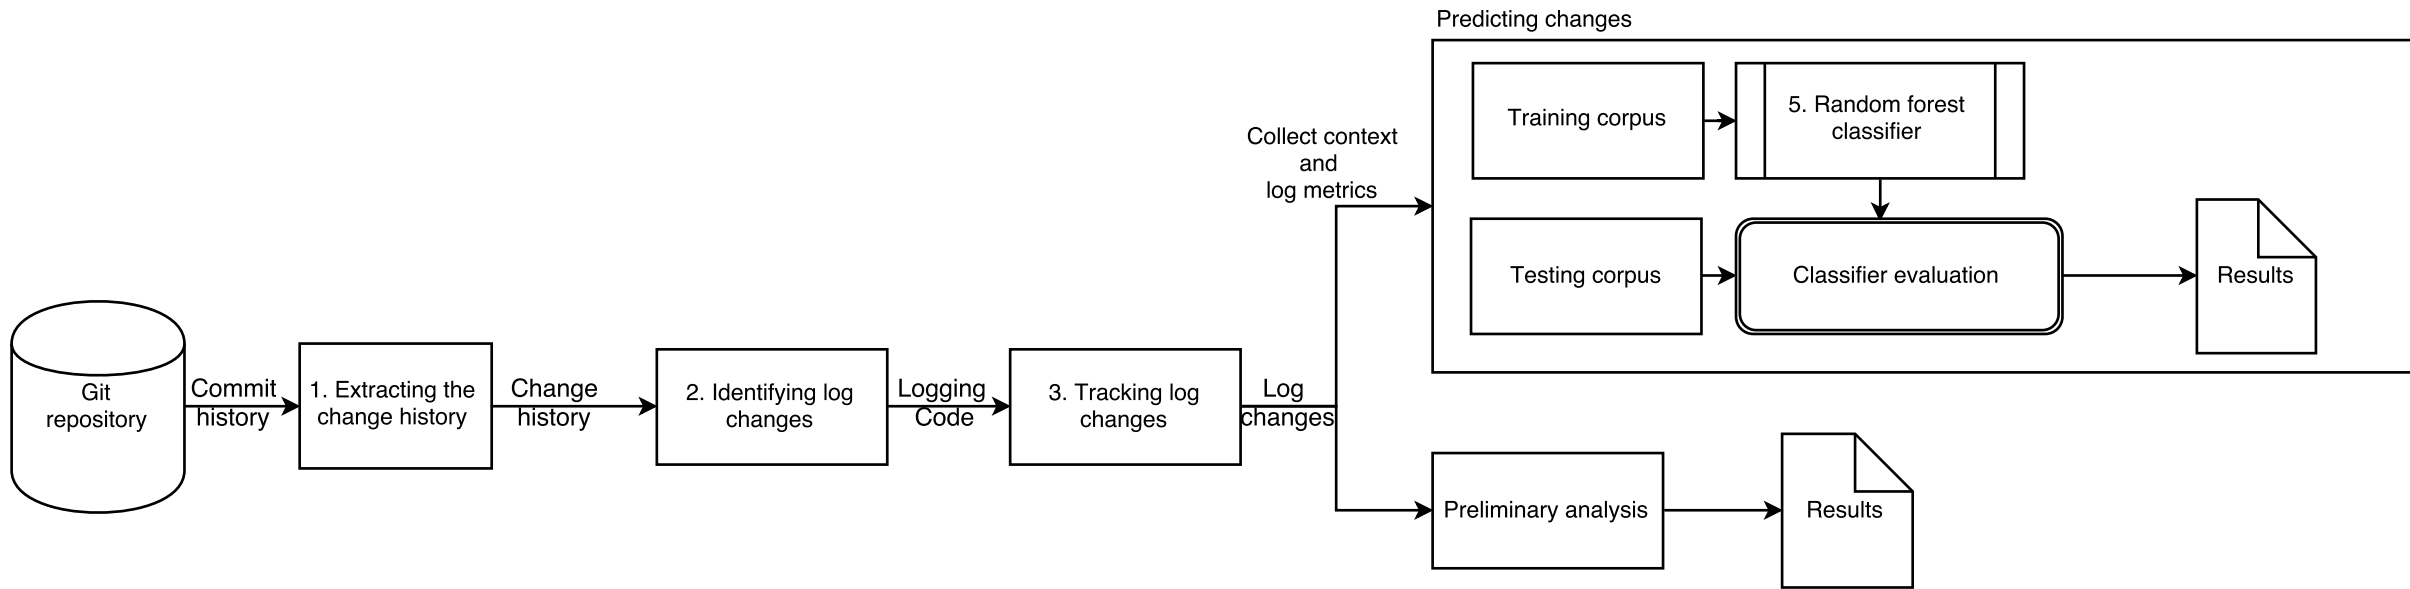 Predicting changes
Training corpus
5. Random forest
classifier
Collect context
and
log metrics
Testing corpus
Classifier evaluation
Results
Git
repository
Commit
history
1. Extracting the
change history
Change
history
2. Identifying log
changes
Logging
Code
3. Tracking log
changes
Log
changes
Preliminary analysis
Results